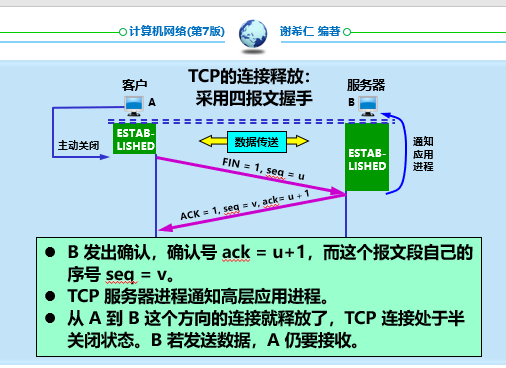 计算机网络(第7版)
谢希仁 编著
TCP的连接释放：
采用四报文握手
客户
服务器
A
B
ESTAB-
LISHED
ESTAB-
LISHED
主动关闭
数据传送
通知
应用
进程
FIN = 1, seq = u
ACK = 1, seq = v, ack= u + 1
● B 发出确认，确认号 ack = u+1，而这个报文段自己的
序号 seq = v。
● TCP 服务器进程通知高层应用进程。
● 从 A 到 B 这个方向的连接就释放了，TCP 连接处于半
关闭状态。B 若发送数据，A 仍要接收。